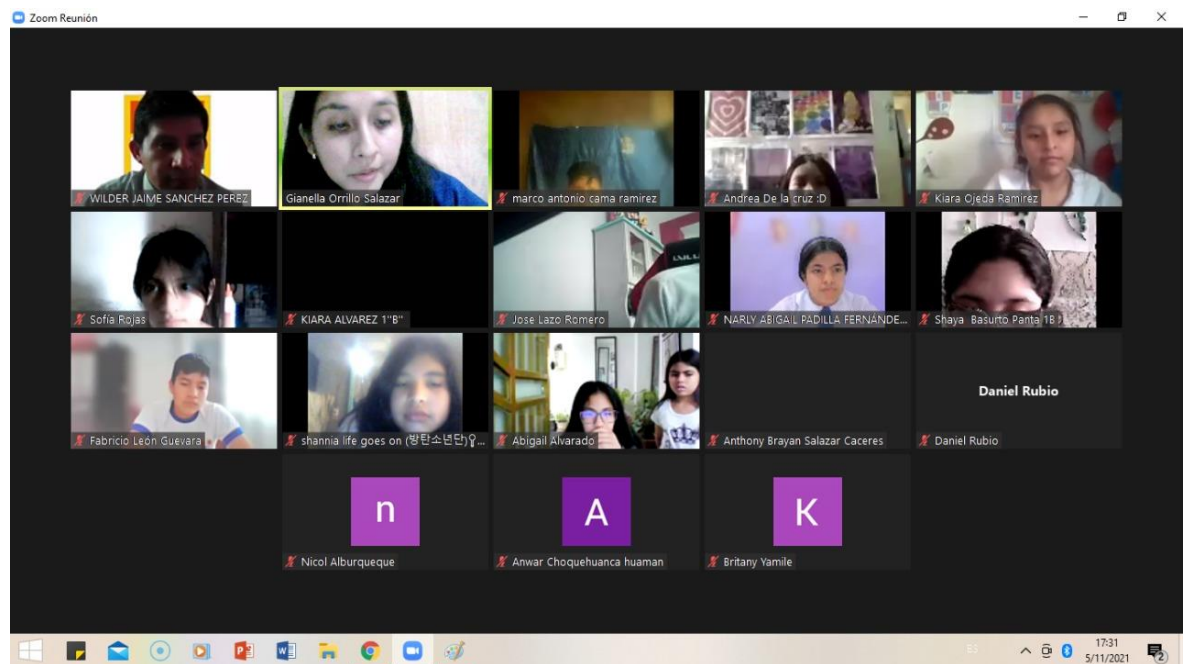 Zoom Reunión
WILDER JAIME SANCHEZ PEREZ
Gianella Orrillo Salazar
marco antonio cama ramirez
Andrea De la cruz :D
Kiara Ojeda Ramirez
Sofía Rojas
KIARA ALVAREZ 1"B"
Jose Lazo Romero
NARLY ABIGAIL PADILLA FERNANDE...
Shaya Basurto Panta 1B
Fabricio León Guevara
shannia life goes on (방탄소년단)♀...
Abigail Alvarado
Anthony Brayan Salazar Caceres
Daniel Rubio
Daniel Rubio
n
A
K
Nicol Alburqueque
Anwar Choquehuanca huaman
Britany Yamile
ES
17:31
5/11/2021
2